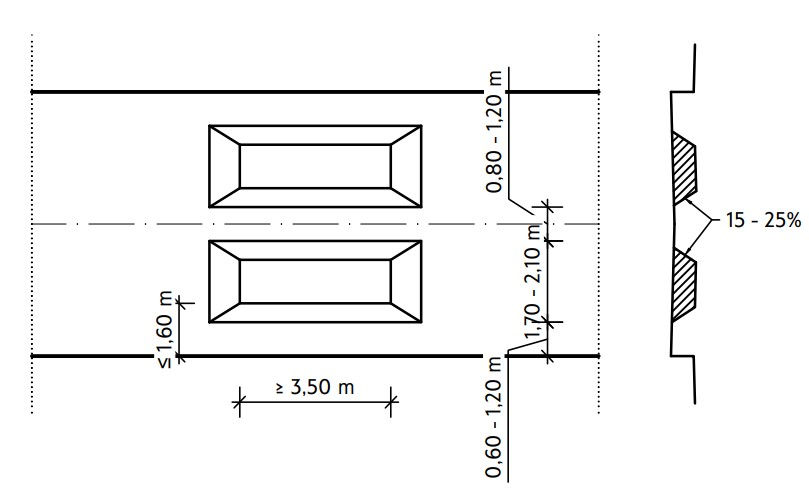 0,80 - 1,20 m
15 - 25%
1,70 - 2,10 m
≤ 1,60 m
≥ 3,50 m
0,60 - 1,20 m